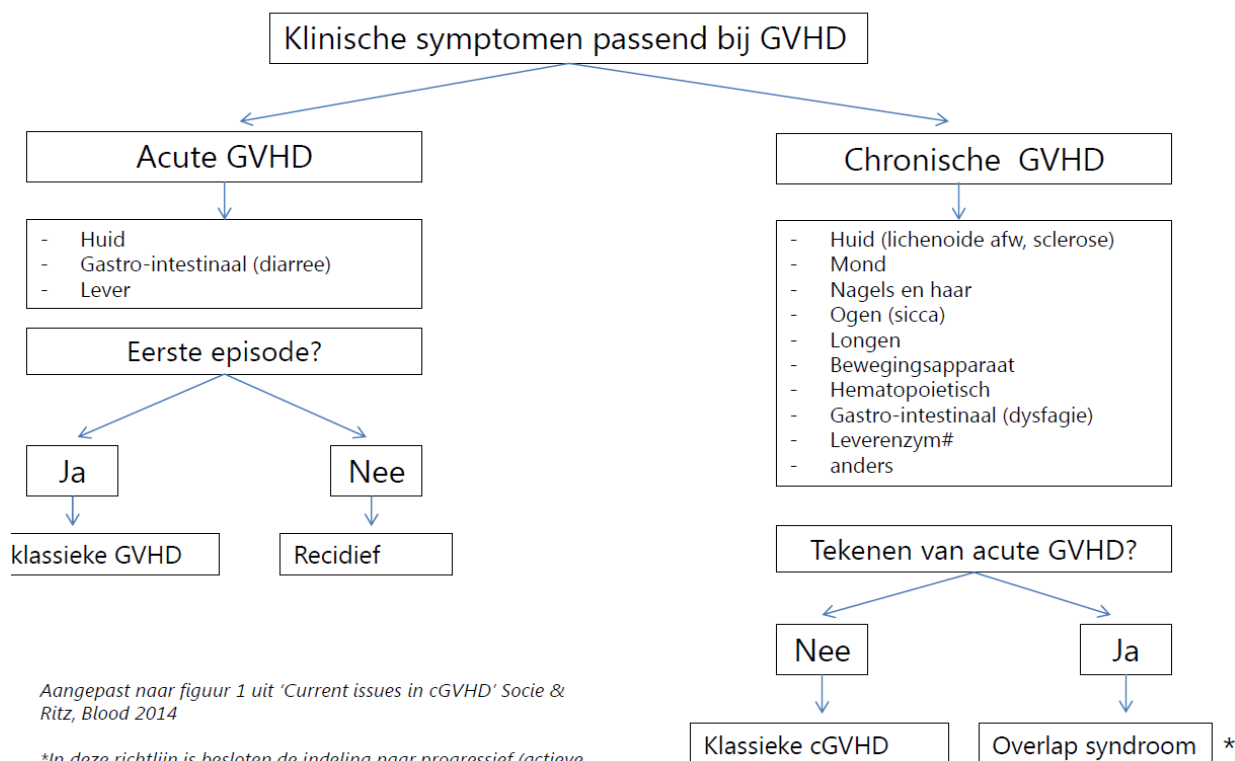 Klinische symptomen passend bij GVHD
Acute GVHD
- Huid
- Gastro-intestinaal (diarree)
- Lever
Eerste episode?
Ja
Nee
klassieke GVHD
Recidief
Chronische GVHD
- Huid (lichenoide afw, sclerose)
- Mond
- Nagels en haar
- Ogen (sicca)
- Longen
- Bewegingsapparaat
- Hematopoietisch
- Gastro-intestinaal (dysfagie)
- Leverenzym#
- anders
Tekenen van acute GVHD?
Nee
Ja
Klassieke cGVHD
Overlap syndroom *
Aangepast naar figuur 1 uit ‘Current issues in cGVHD’ Socie &
Ritz, Blood 2014
*In deze richtlijn is besloten de indeling naar progressief (actieve